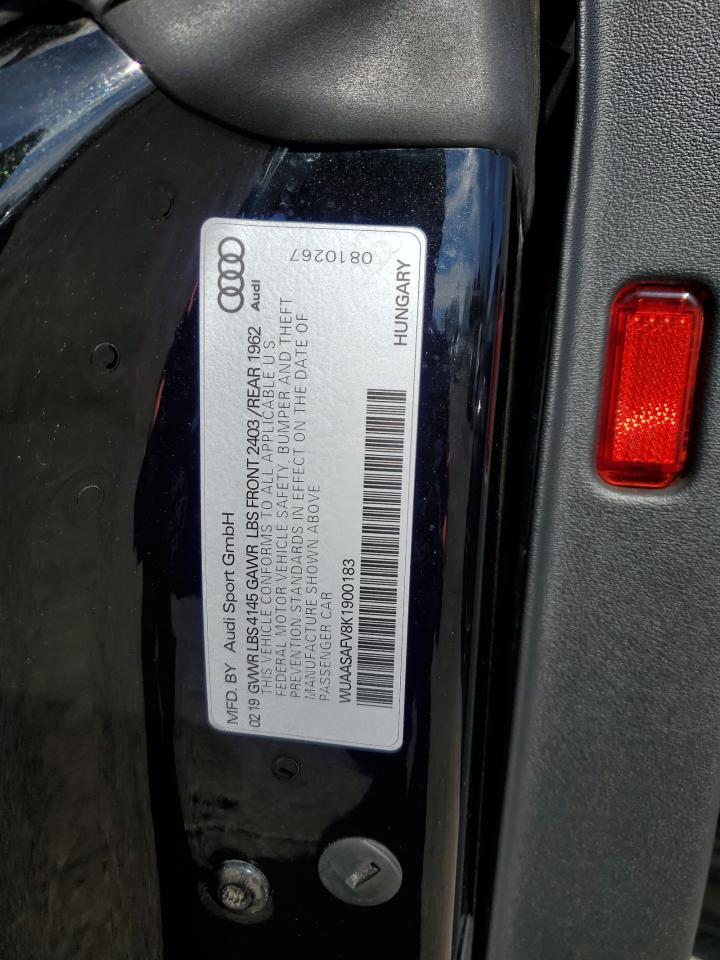 MFD. BY Audi Sport GmbH
Audi
02 19 GVWR LBS 4145 GAWR LBS FRONT 2403 / REAR 1962
THIS VEHICLE CONFORMS TO ALL APPLICABLE U.S.
FEDERAL MOTOR VEHICLE SAFETY, BUMPER AND THEFT
PREVENTION STANDARDS IN EFFECT ON THE DATE OF
MANUFACTURE SHOWN ABOVE
PASSENGER CAR
0810267
WUAASAFV8K1900183
HUNGARY